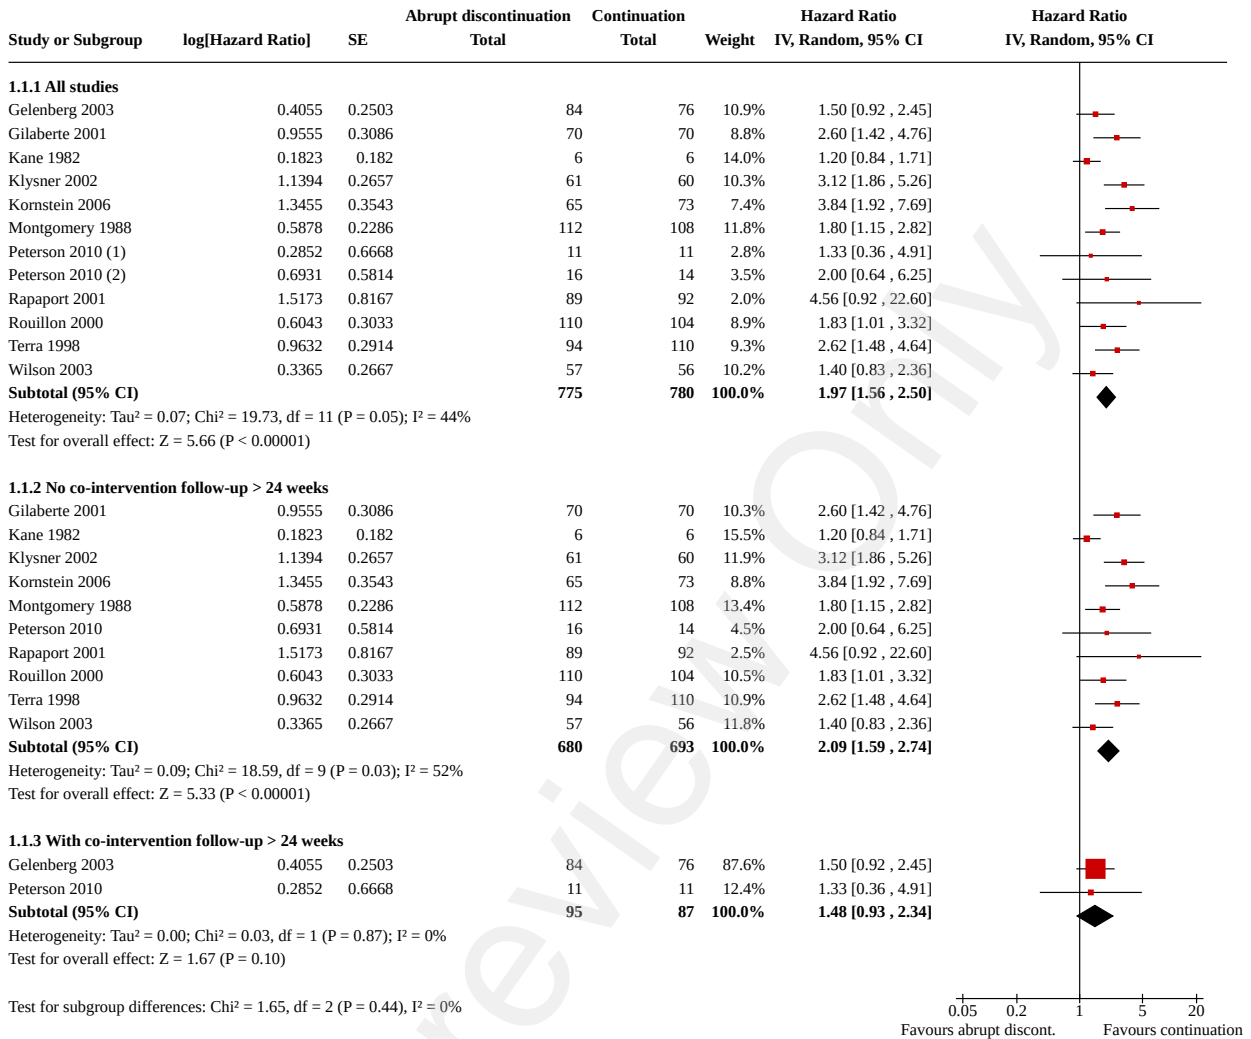 Abrupt discontinuation Continuation Hazard Ratio Hazard Ratio
Study or Subgroup log[Hazard Ratio] SE Total Total Weight IV, Random, 95% CI IV, Random, 95% CI
1.1.1 All studies
Gelenberg 2003 0.4055 0.2503 84 76 10.9% 1.50 [0.92 , 2.45]
Gilaberte 2001 0.9555 0.3086 70 70 8.8% 2.60 [1.42 , 4.76]
Kane 1982 0.1823 0.182 6 6 14.0% 1.20 [0.84 , 1.71]
Klysner 2002 1.1394 0.2657 61 60 10.3% 3.12 [1.86 , 5.26]
Kornstein 2006 1.3455 0.3543 65 73 7.4% 3.84 [1.92 , 7.69]
Montgomery 1988 0.5878 0.2286 112 108 11.8% 1.80 [1.15 , 2.82]
Peterson 2010 (1) 0.2852 0.6668 11 11 2.8% 1.33 [0.36 , 4.91]
Peterson 2010 (2) 0.6931 0.5814 16 14 3.5% 2.00 [0.64 , 6.25]
Rapaport 2001 1.5173 0.8167 89 92 2.0% 4.56 [0.92 , 22.60]
Rouillon 2000 0.6043 0.3033 110 104 8.9% 1.83 [1.01 , 3.32]
Terra 1998 0.9632 0.2914 94 110 9.3% 2.62 [1.48 , 4.64]
Wilson 2003 0.3365 0.2667 57 56 10.2% 1.40 [0.83 , 2.36]
Subtotal (95% CI) 775 780 100.0% 1.97 [1.56 , 2.50]
Heterogeneity: Tau² = 0.07; Chi² = 19.73, df = 11 (P = 0.05); I² = 44%
Test for overall effect: Z = 5.66 (P < 0.00001)
1.1.2 No co-intervention follow-up > 24 weeks
Gilaberte 2001 0.9555 0.3086 70 70 10.3% 2.60 [1.42 , 4.76]
Kane 1982 0.1823 0.182 6 6 15.5% 1.20 [0.84 , 1.71]
Klysner 2002 1.1394 0.2657 61 60 11.9% 3.12 [1.86 , 5.26]
Kornstein 2006 1.3455 0.3543 65 73 8.8% 3.84 [1.92 , 7.69]
Montgomery 1988 0.5878 0.2286 112 108 13.4% 1.80 [1.15 , 2.82]
Peterson 2010 0.6931 0.5814 16 14 4.5% 2.00 [0.64 , 6.25]
Rapaport 2001 1.5173 0.8167 89 92 2.5% 4.56 [0.92 , 22.60]
Rouillon 2000 0.6043 0.3033 110 104 10.5% 1.83 [1.01 , 3.32]
Terra 1998 0.9632 0.2914 94 110 10.9% 2.62 [1.48 , 4.64]
Wilson 2003 0.3365 0.2667 57 56 11.8% 1.40 [0.83 , 2.36]
Subtotal (95% CI) 680 693 100.0% 2.09 [1.59 , 2.74]
Heterogeneity: Tau² = 0.09; Chi² = 18.59, df = 9 (P = 0.03); I² = 52%
Test for overall effect: Z = 5.33 (P < 0.00001)
1.1.3 With co-intervention follow-up > 24 weeks
Gelenberg 2003 0.4055 0.2503 84 76 87.6% 1.50 [0.92 , 2.45]
Peterson 2010 0.2852 0.6668 11 11 12.4% 1.33 [0.36 , 4.91]
Subtotal (95% CI) 95 87 100.0% 1.48 [0.93 , 2.34]
Heterogeneity: Tau² = 0.00; Chi² = 0.03, df = 1 (P = 0.87); I² = 0%
Test for overall effect: Z = 1.67 (P = 0.10)
Test for subgroup differences: Chi² = 1.65, df = 2 (P = 0.44), I² = 0%
0.05 0.2 1 5 20
Favours abrupt discont. Favours continuation
review Only